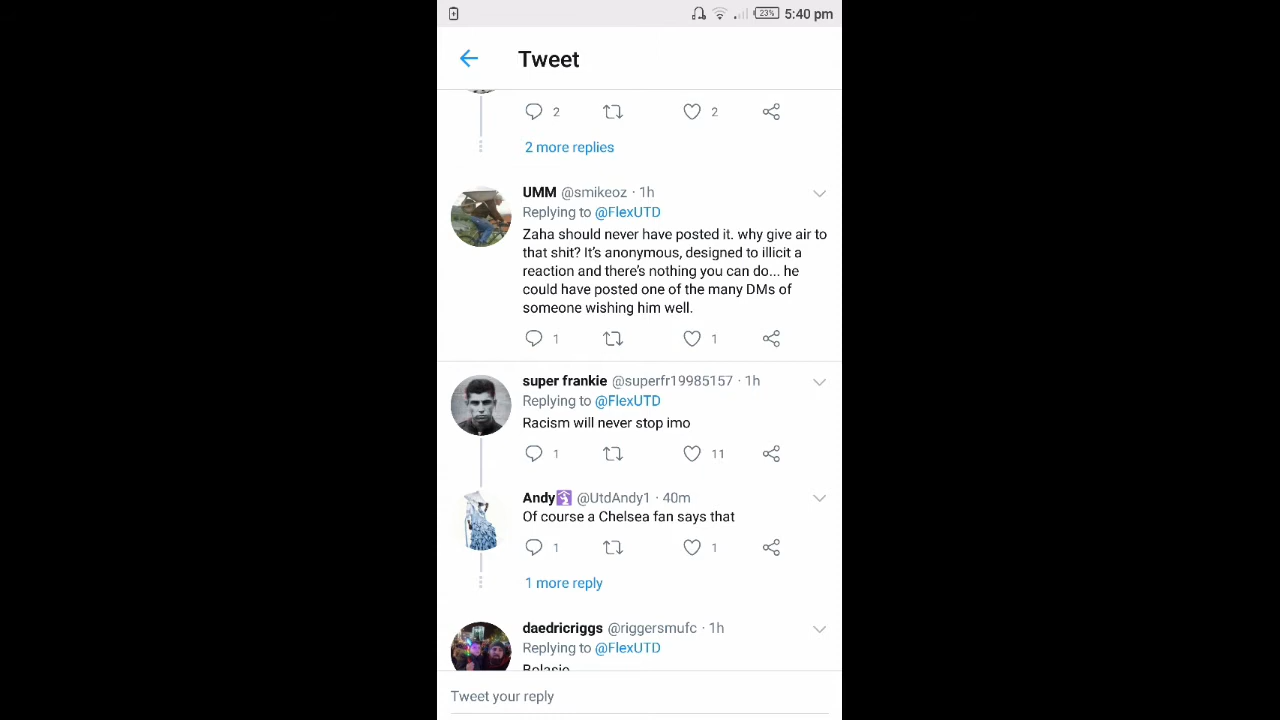 23% 5:40 pm
Tweet
2 2
2 more replies
UMM @smikeoz · 1h
Replying to @FlexUTD
Zaha should never have posted it. why give air to
that shit? It's anonymous, designed to illicit a
reaction and there's nothing you can do... he
could have posted one of the many DMs of
someone wishing him well.
1 1
super frankie @superfr19985157 · 1h
Replying to @FlexUTD
Racism will never stop imo
1 11
Andy @UtdAndy1 · 40m
Of course a Chelsea fan says that
1 1
1 more reply
daedricriggs @riggersmufc · 1h
Replying to @FlexUTD
Bolasie
Tweet your reply